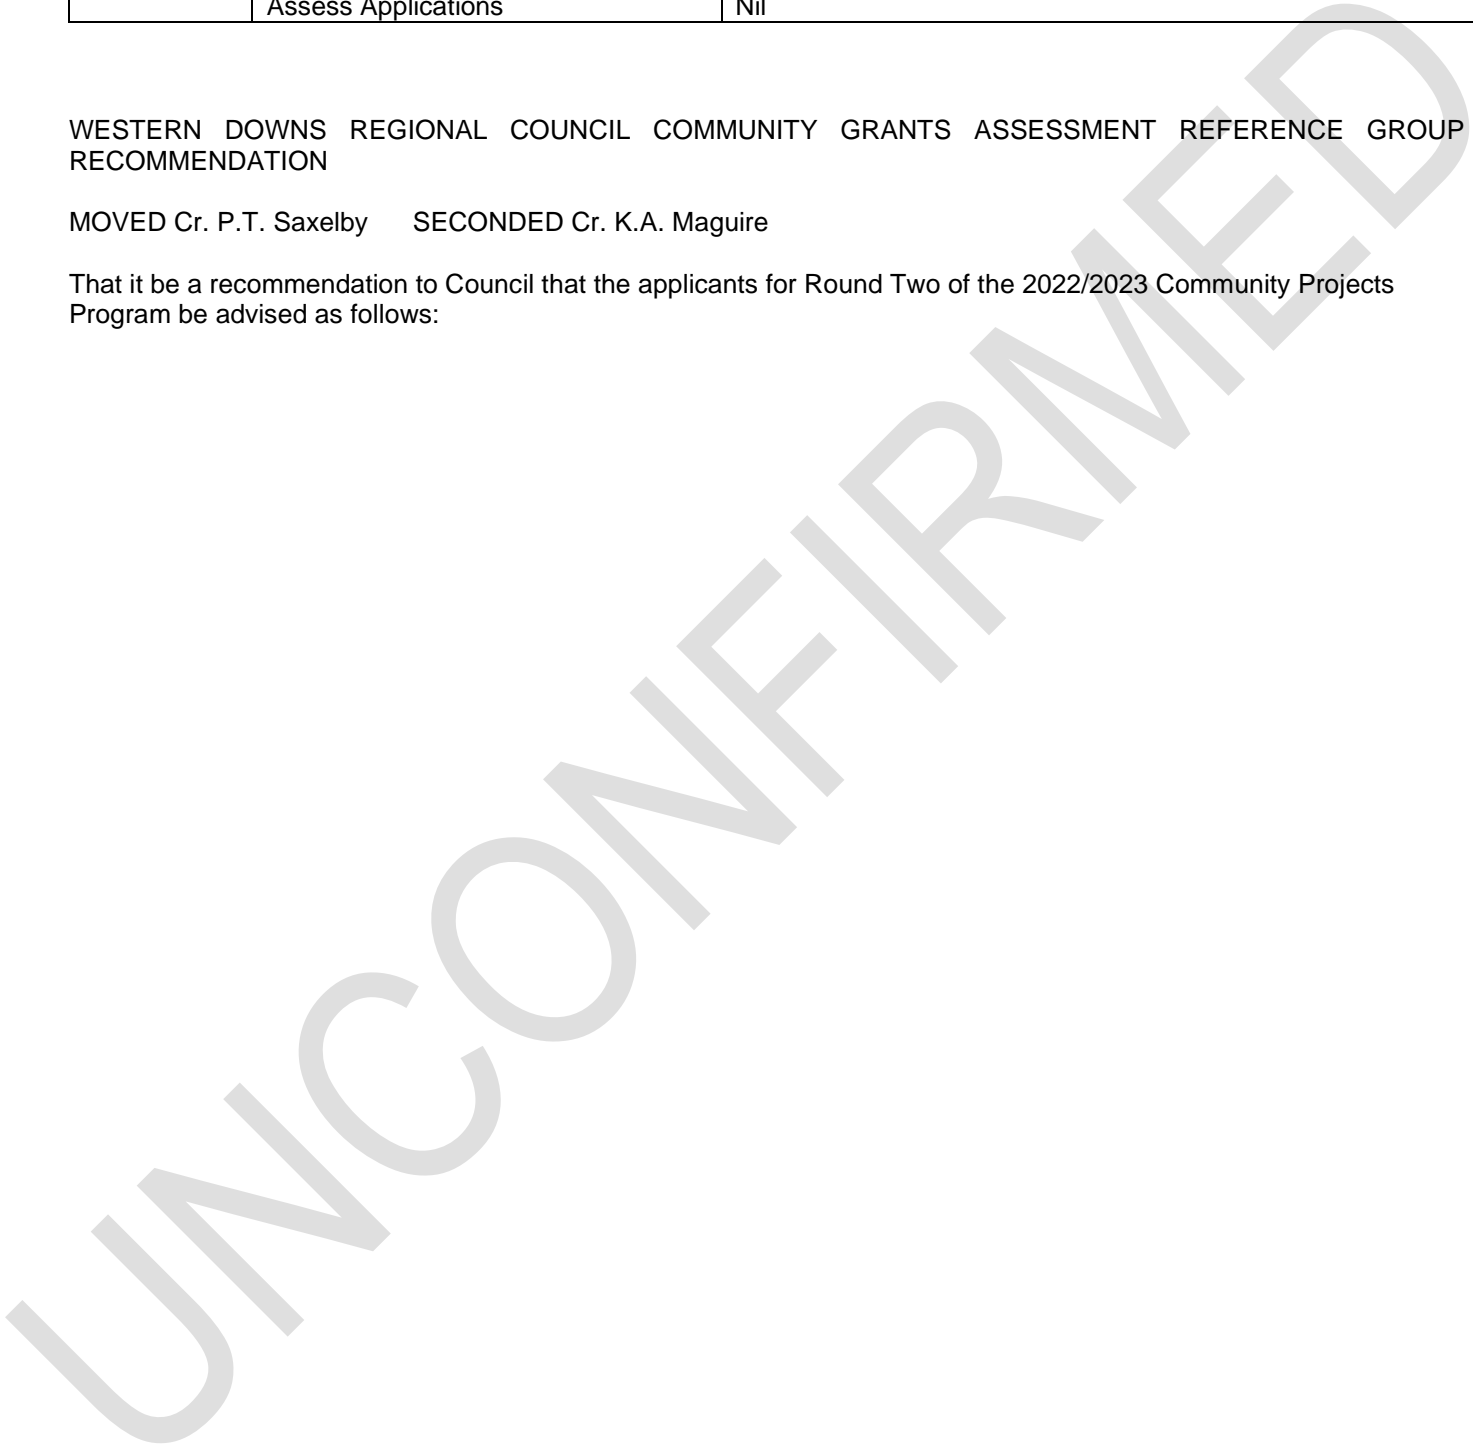 Assess Applications Nil
WESTERN DOWNS REGIONAL COUNCIL COMMUNITY GRANTS ASSESSMENT REFERENCE GROUP
RECOMMENDATION
MOVED Cr. P.T. Saxelby SECONDED Cr. K.A. Maguire
That it be a recommendation to Council that the applicants for Round Two of the 2022/2023 Community Projects
Program be advised as follows:
UNCONFIRMED